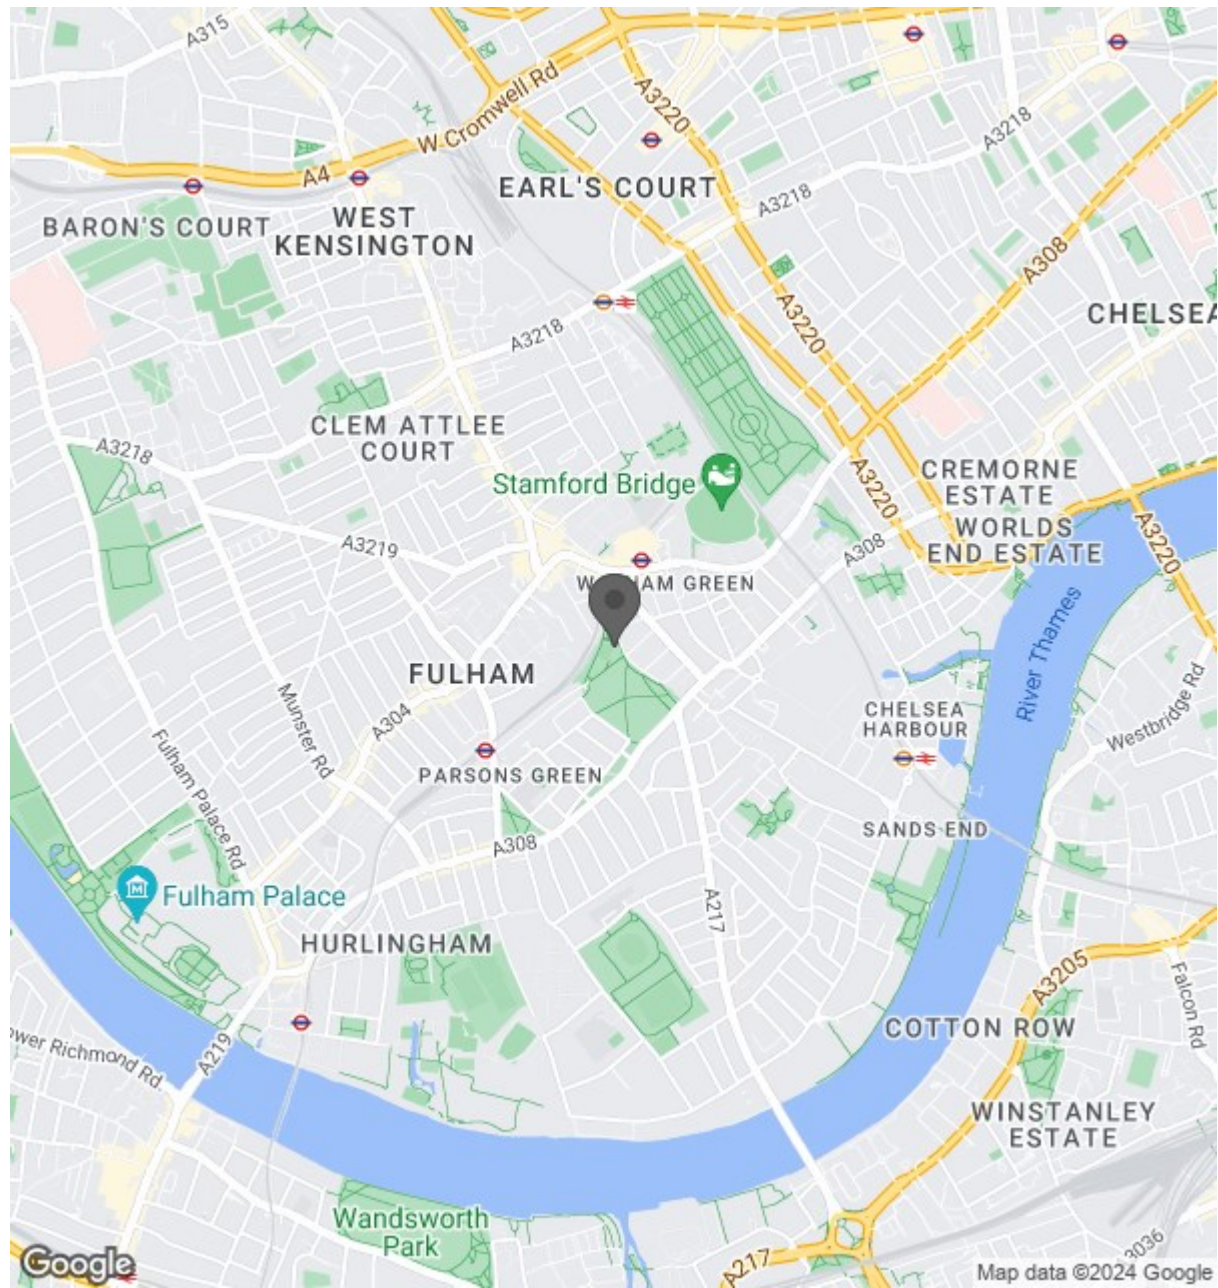 A315
W Cromwell Rd
A3220
A3218
A4
EARL'S COURT
A3218
BARON'S COURT
WEST
KENSINGTON
A308
A3220
CHELSEA
A3218
CLEM ATTLEE
COURT
A3218
Stamford Bridge
A3220
CREMORNE
ESTATE
WORLDS
END ESTATE
A3220
A3219
A308
GREEN
River Thames
FULHAM
Munster Rd
A304
Fulham Palace Rd
CHELSEA
HARBOUR
Westbridge Rd
PARSONS GREEN
SANDS END
A308
Fulham Palace
A217
HURLINGHAM
A3205
Falcon Rd
COTTON ROW
ower Richmond Rd
A219
WINSTANLEY
ESTATE
Wandsworth
Park
A217
3036
Google
Map data ©2024 Google